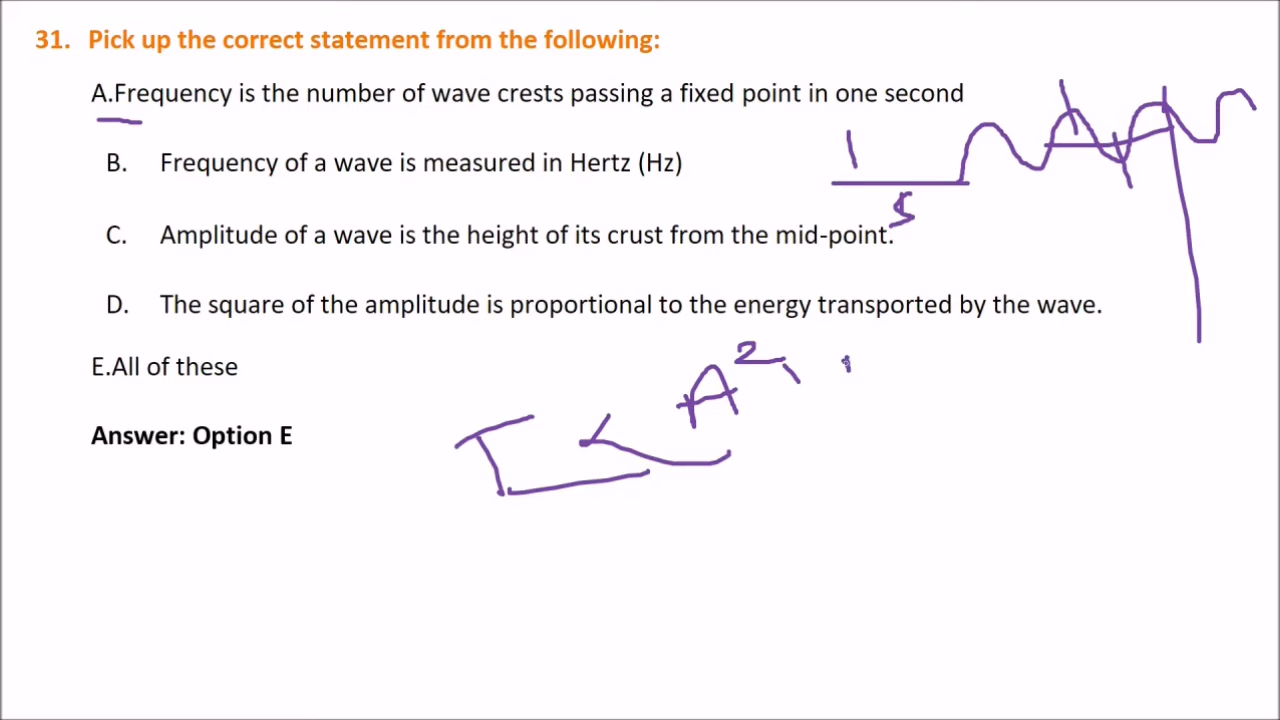 31. Pick up the correct statement from the following:
A.Frequency is the number of wave crests passing a fixed point in one second
B. Frequency of a wave is measured in Hertz (Hz)
1
s
C. Amplitude of a wave is the height of its crust from the mid-point.
D. The square of the amplitude is proportional to the energy transported by the wave.
E.All of these
A²,
Answer: Option E